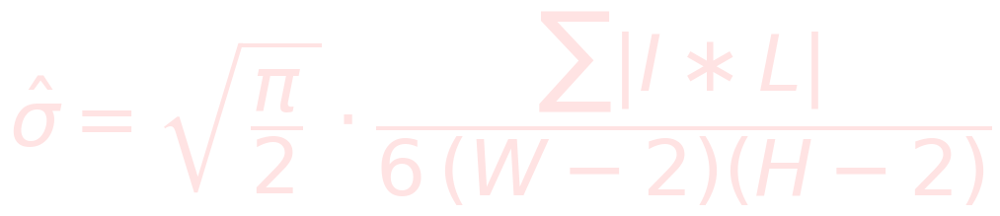 σ̂ = √(π/2) · ∑|I ∗ L| / 6 (W − 2)(H − 2)